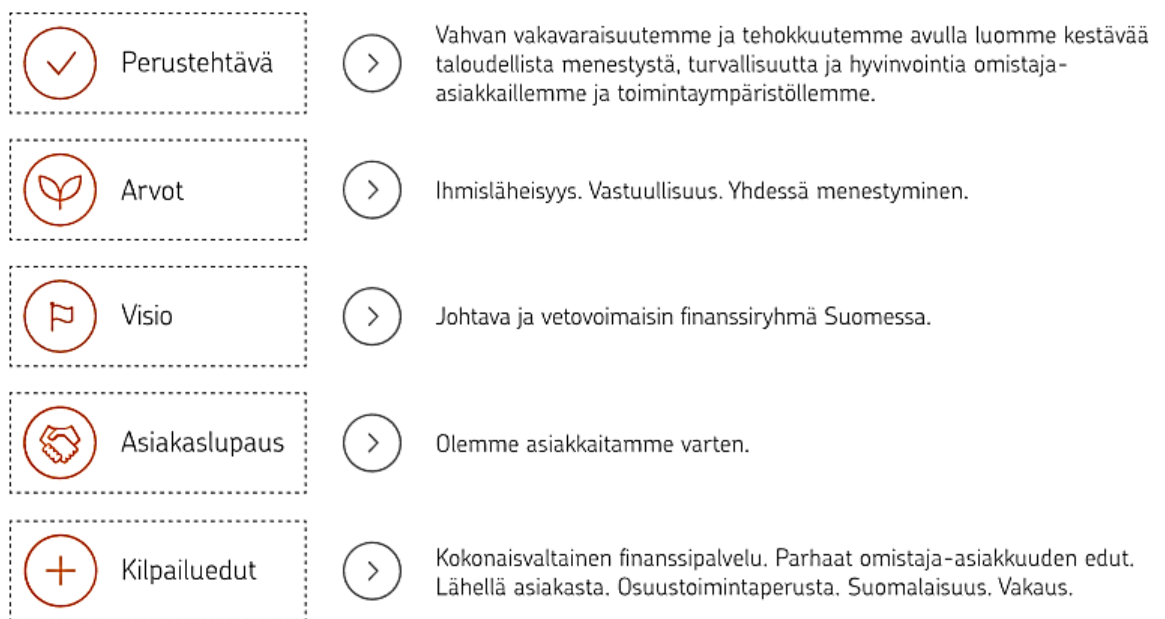 Perustehtävä
Vahvan vakavaraisuutemme ja tehokkuutemme avulla luomme kestävää
taloudellista menestystä, turvallisuutta ja hyvinvointia omistaja-
asiakkaillemme ja toimintaympäristöllemme.
Arvot
Ihmisläheisyys. Vastuullisuus. Yhdessä menestyminen.
Visio
Johtava ja vetovoimaisin finanssiryhmä Suomessa.
Asiakaslupaus
Olemme asiakkaitamme varten.
Kilpailuedut
Kokonaisvaltainen finanssipalvelu. Parhaat omistaja-asiakkuuden edut.
Lähellä asiakasta. Osuustoimintaperusta. Suomalaisuus. Vakaus.